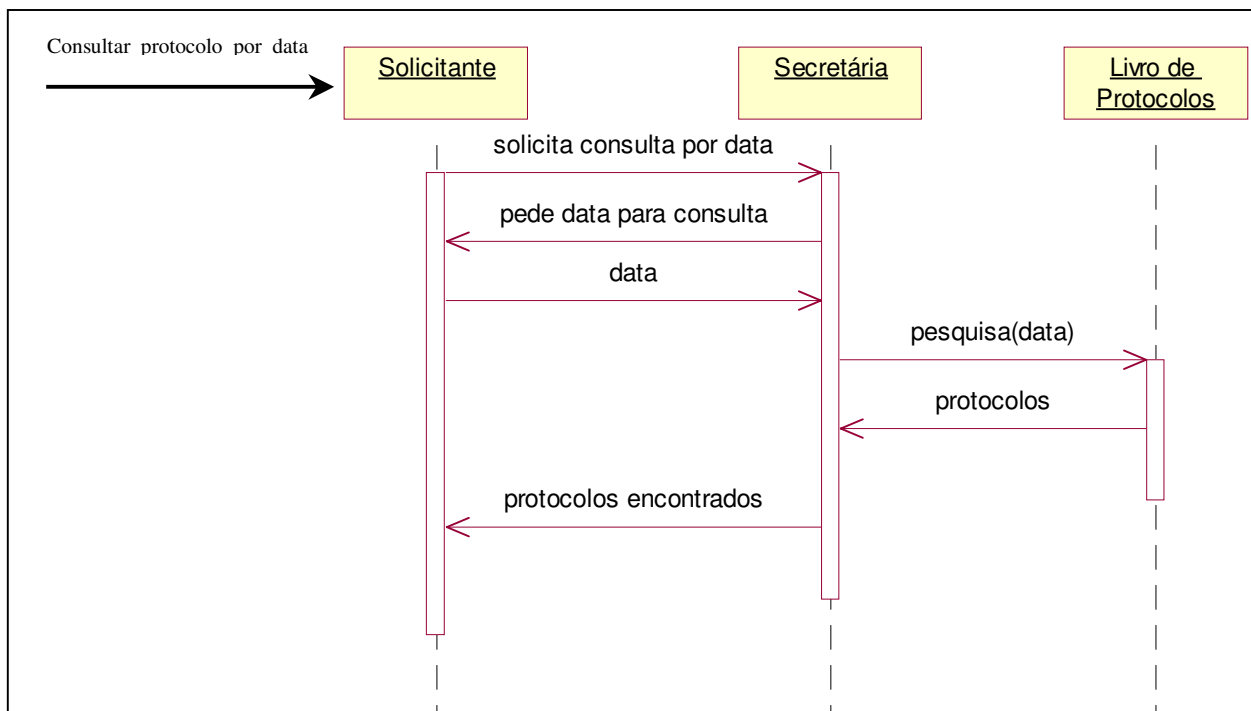 Consultar protocolo por data
Solicitante
Secretária
Livro de
Protocolos
solicita consulta por data
pede data para consulta
data
pesquisa(data)
protocolos
protocolos encontrados